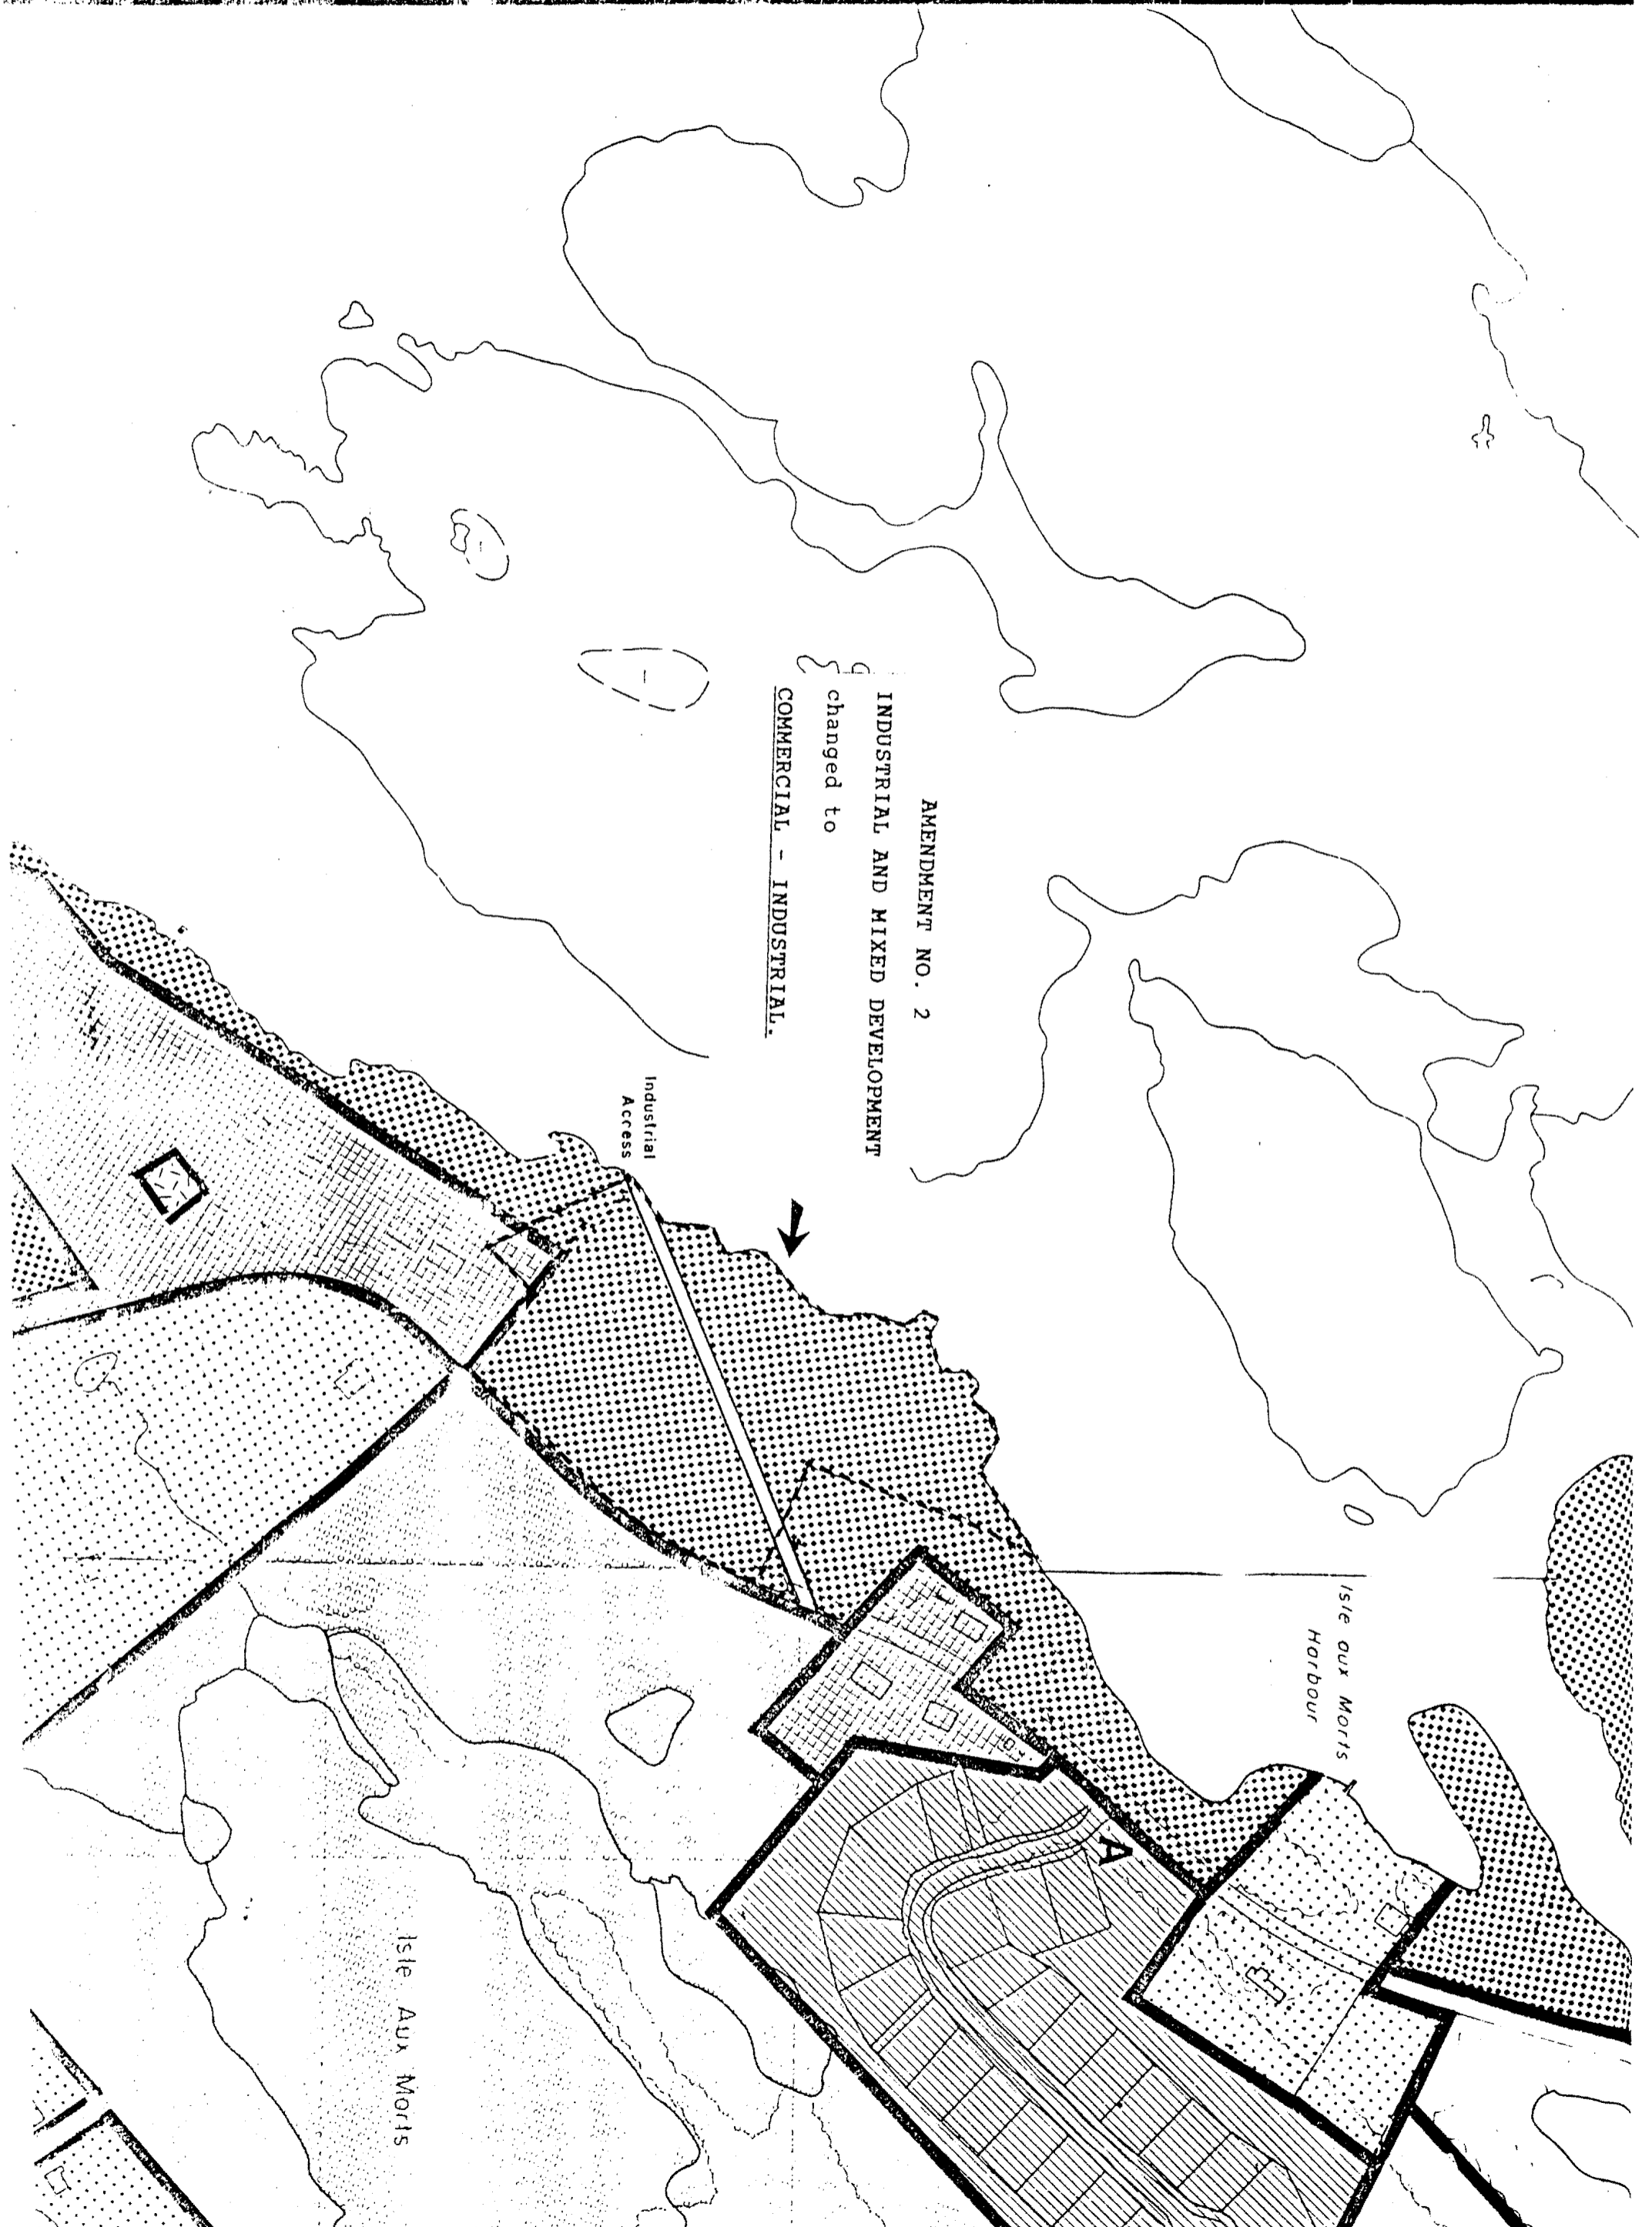 AMENDMENT NO. 2
INDUSTRIAL AND MIXED DEVELOPMENT
changed to
COMMERCIAL - INDUSTRIAL.
Industrial
Access
Isle aux Morts
Harbour
A
Isle Aux Morts